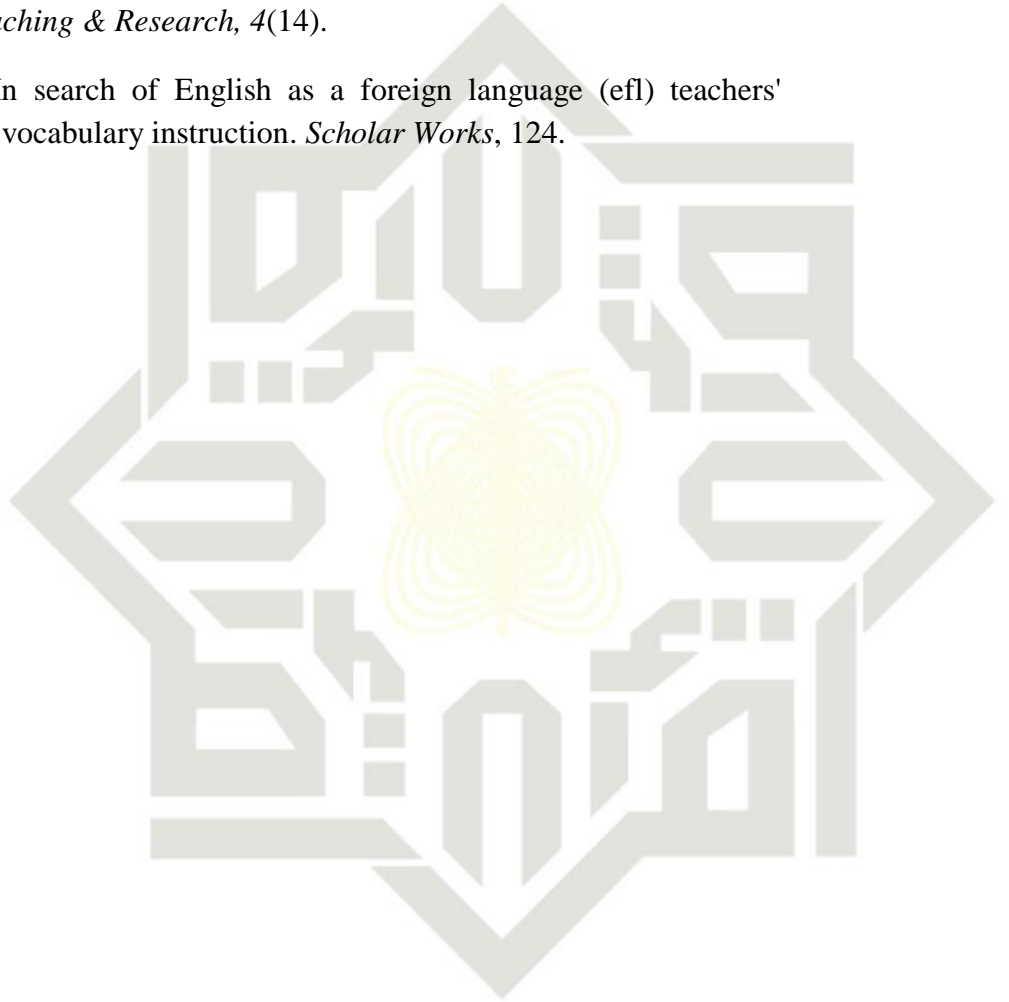 aching & Research, 4(14).
In search of English as a foreign language (efl) teachers'
vocabulary instruction. Scholar Works, 124.